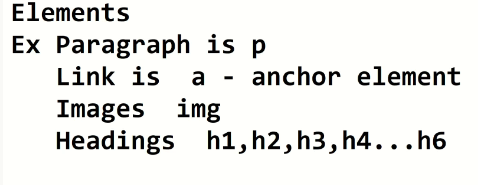 Elements
Ex Paragraph is p
Link is a - anchor element
Images img
Headings h1,h2,h3,h4...h6